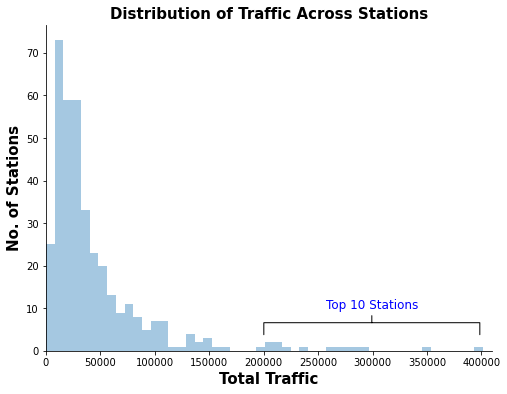 Distribution of Traffic Across Stations
No. of Stations
70
60
50
40
30
20
10
0
Top 10 Stations
0 50000 100000 150000 200000 250000 300000 350000 400000
Total Traffic